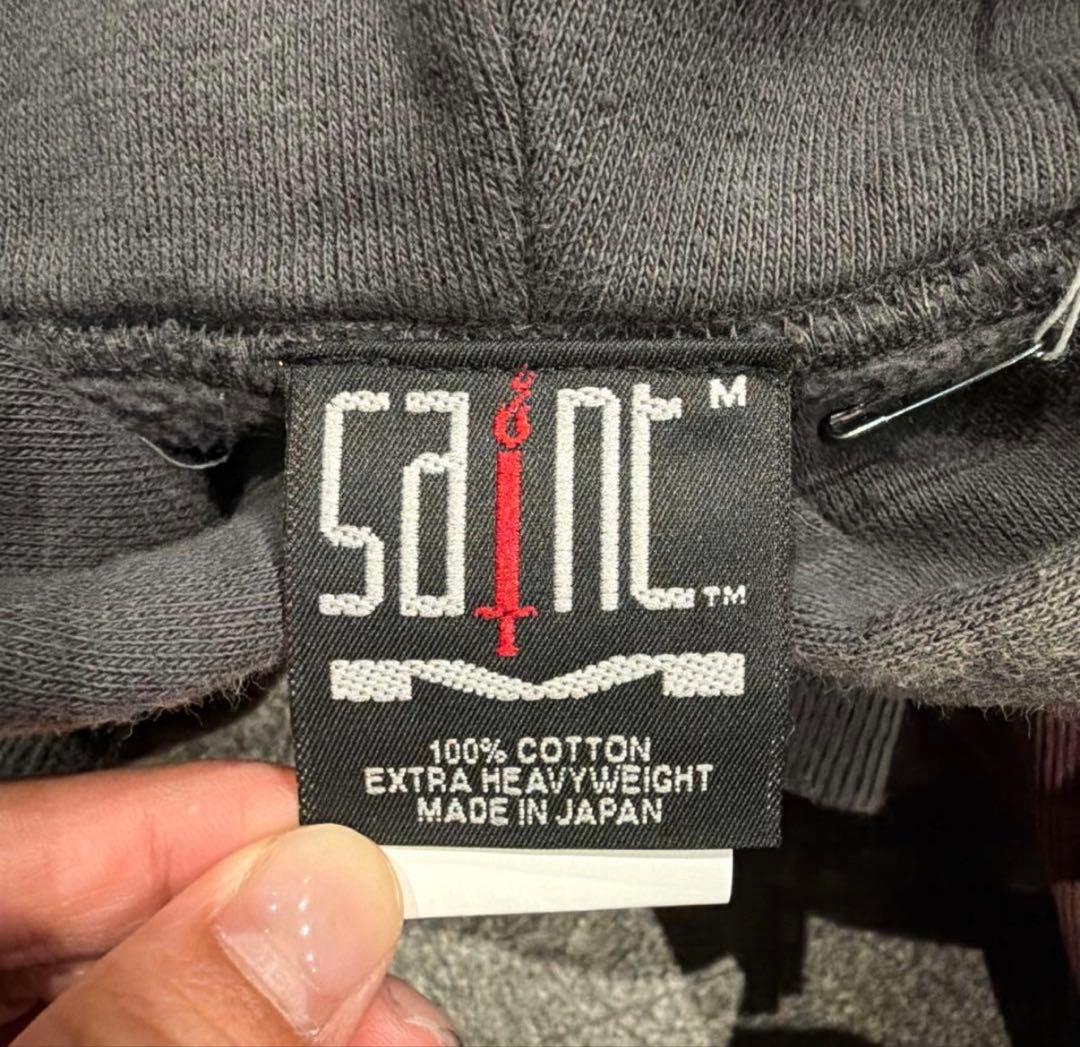 saint M
™
100% COTTON
EXTRA HEAVYWEIGHT
MADE IN JAPAN